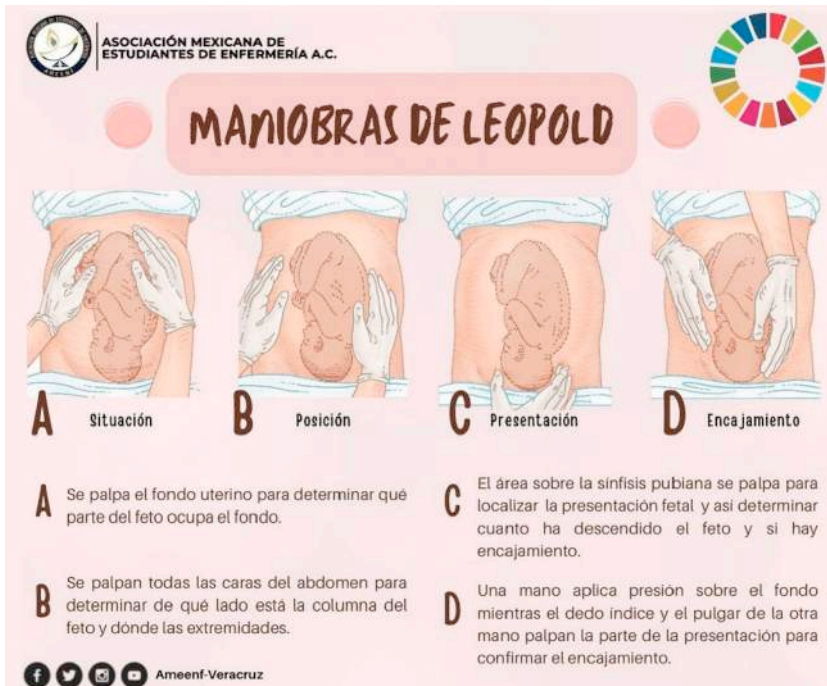 ASOCIACIÓN MEXICANA DE
ESTUDIANTES DE ENFERMERÍA A.C.
MANIOBRAS DE LEOPOLD
A Situación
B Posición
C Presentación
D Encajamiento
A Se palpa el fondo uterino para determinar qué
parte del feto ocupa el fondo.
B Se palpan todas las caras del abdomen para
determinar de qué lado está la columna del
feto y dónde las extremidades.
C El área sobre la sínfisis pubiana se palpa para
localizar la presentación fetal y así determinar
cuanto ha descendido el feto y si hay
encajamiento.
D Una mano aplica presión sobre el fondo
mientras el dedo índice y el pulgar de la otra
mano palpan la parte de la presentación para
confirmar el encajamiento.
Ameenf-Veracruz